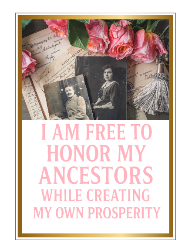 I AM FREE TO
HONOR MY
ANCESTORS
WHILE CREATING
MY OWN PROSPERITY